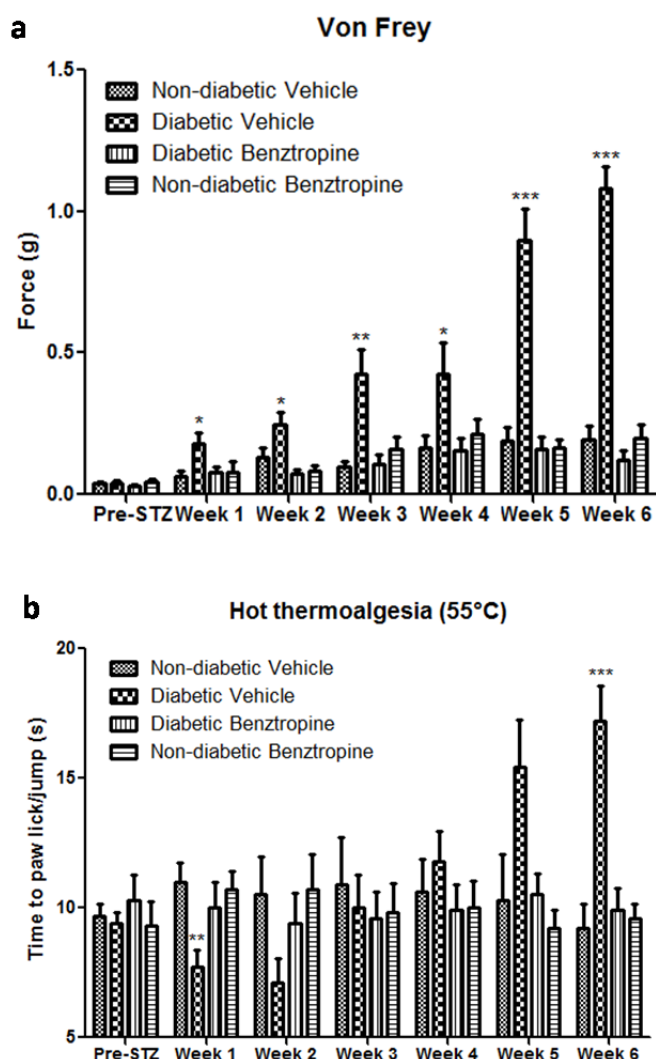 a
Von Frey
1.5
1.0
0.5
0.0
Force (g)
Non-diabetic Vehicle
Diabetic Vehicle
Diabetic Benztropine
Non-diabetic Benztropine
*
*
**
*
***
***
Pre-STZ Week 1 Week 2 Week 3 Week 4 Week 5 Week 6
b
Hot thermoalgesia (55°C)
20
15
10
5
Time to paw lick/jump (s)
Non-diabetic Vehicle
Diabetic Vehicle
Diabetic Benztropine
Non-diabetic Benztropine
**
***
Pre-STZ Week 1 Week 2 Week 3 Week 4 Week 5 Week 6